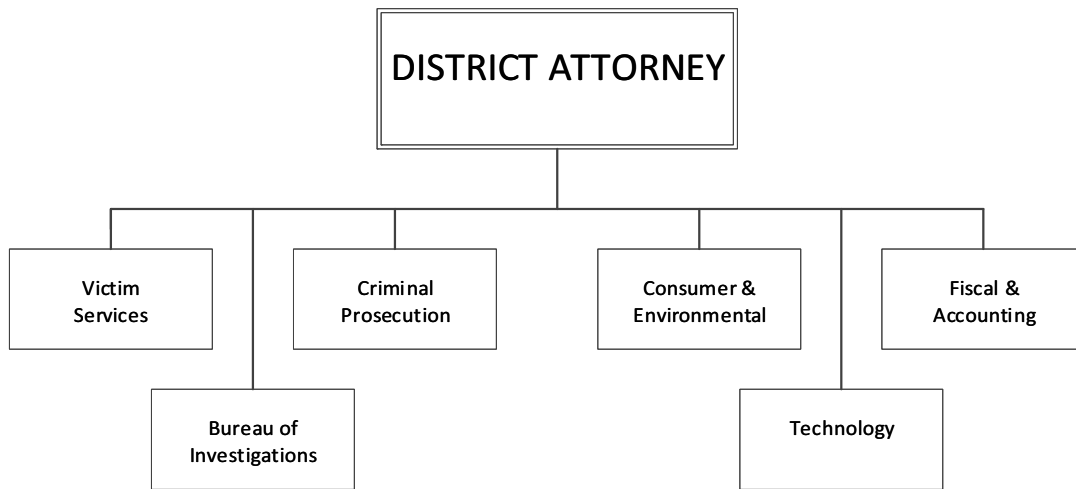 DISTRICT ATTORNEY
Victim
Services
Criminal
Prosecution
Consumer &
Environmental
Fiscal &
Accounting
Bureau of
Investigations
Technology